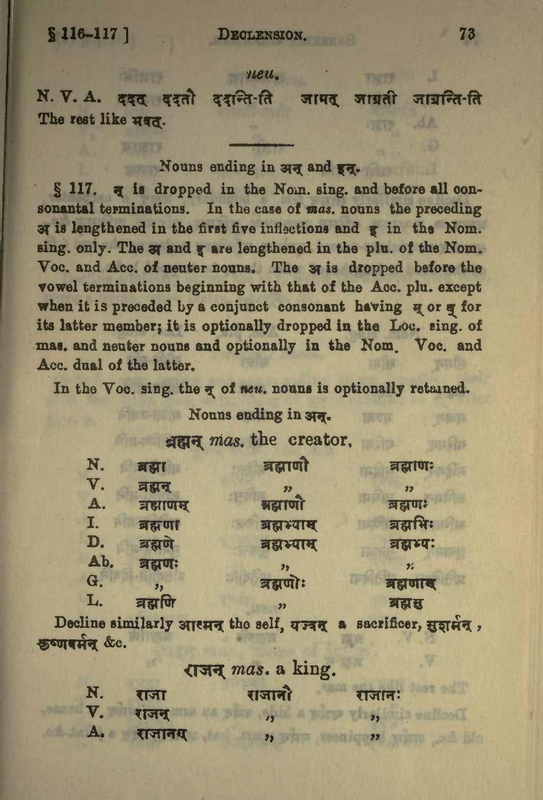 § 116–117 ] DECLENSION. 73
neu.
N. V. A. ददत् ददती ददन्ति-ति जाग्रत् जाग्रती जाग्रन्ति-ति
The rest like भवत्.
Nouns ending in अन् and इन्.
§ 117. न् is dropped in the Nom. sing. and before all con-
sonantal terminations. In the case of mas. nouns the preceding
अ is lengthened in the first five inflections and इ in the Nom.
sing. only. The अ and इ are lengthened in the plu. of the Nom.
Voc. and Acc. of neuter nouns. The अ is dropped before the
vowel terminations beginning with that of the Acc. plu. except
when it is preceded by a conjunct consonant having म् or व् for
its latter member; it is optionally dropped in the Loc. sing. of
mas. and neuter nouns and optionally in the Nom. Voc. and
Acc. dual of the latter.
In the Voc. sing. the न् of neu. nouns is optionally retained.
Nouns ending in अन्.
ब्रह्मन् mas. the creator.
N. ब्रह्मा ब्रह्माणौ ब्रह्माणः
V. ब्रह्मन् ,, ,,
A. ब्रह्माणम् ब्रह्माणौ ब्रह्मणः
I. ब्रह्मणा ब्रह्मभ्याम् ब्रह्मभिः
D. ब्रह्मणे ब्रह्मभ्याम् ब्रह्मभ्यः
Ab. ब्रह्मणः ,, ,,
G. ,, ब्रह्मणोः ब्रह्मणाम्
L. ब्रह्मणि ,, ब्रह्मसु
Decline similarly आत्मन् the self, यज्वन् a sacrificer, सुशर्मन्,
कृष्णवर्मन् &c.
राजन् mas. a king.
N. राजा राजानौ राजानः
V. राजन् ,, ,,
A. राजानम् ,, ,,